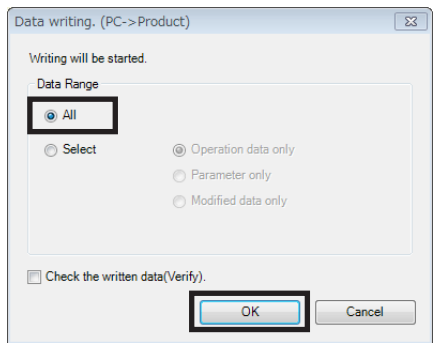 Data writing. (PC->Product)
Writing will be started.
Data Range
All
Select
Operation data only
Parameter only
Modified data only
Check the written data(Verify).
OK
Cancel